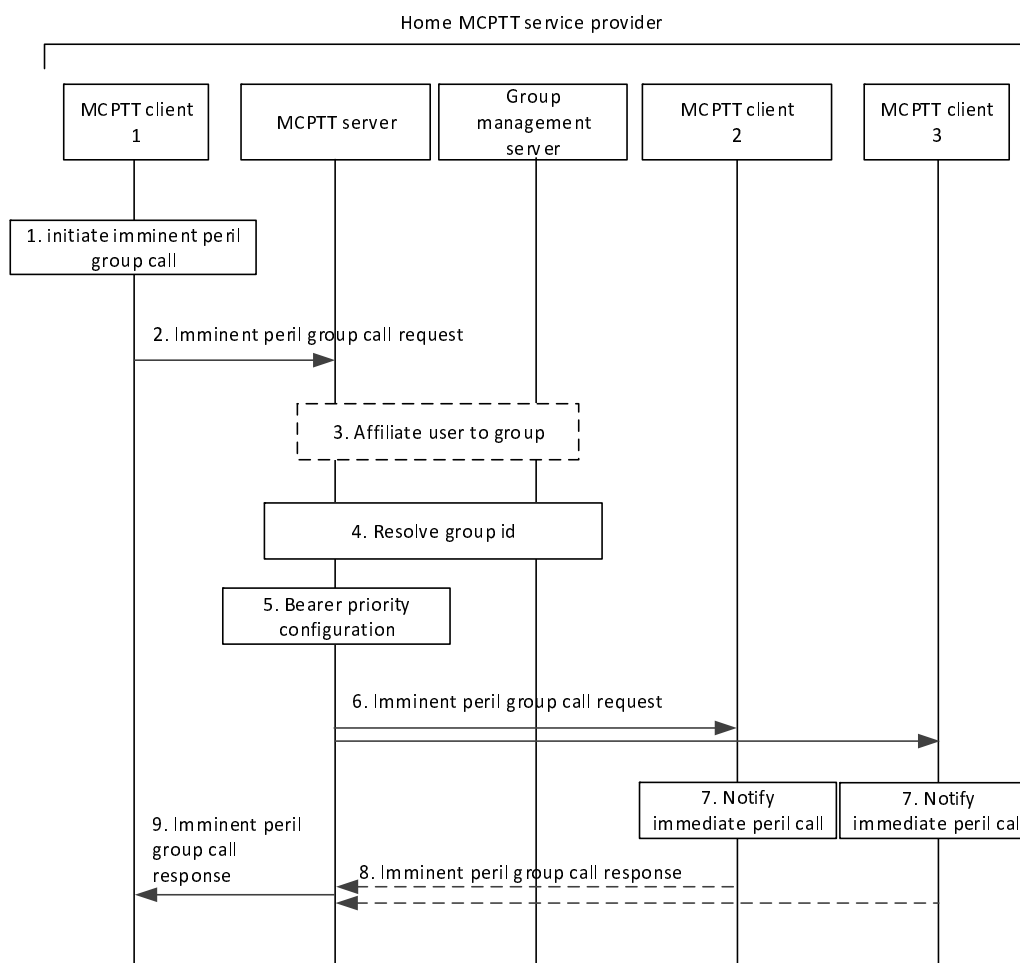 Home MCPTT service provider
MCPTT client
1
MCPTT server
Group
management
server
MCPTT client
2
MCPTT client
3
1. initiate imminent peril
group call
2. Imminent peril group call request
3. Affiliate user to group
4. Resolve group id
5. Bearer priority
configuration
6. Imminent peril group call request
7. Notify
immediate peril call
7. Notify
immediate peril cal
9. Imminent peril
group call
response
8. Imminent peril group call response